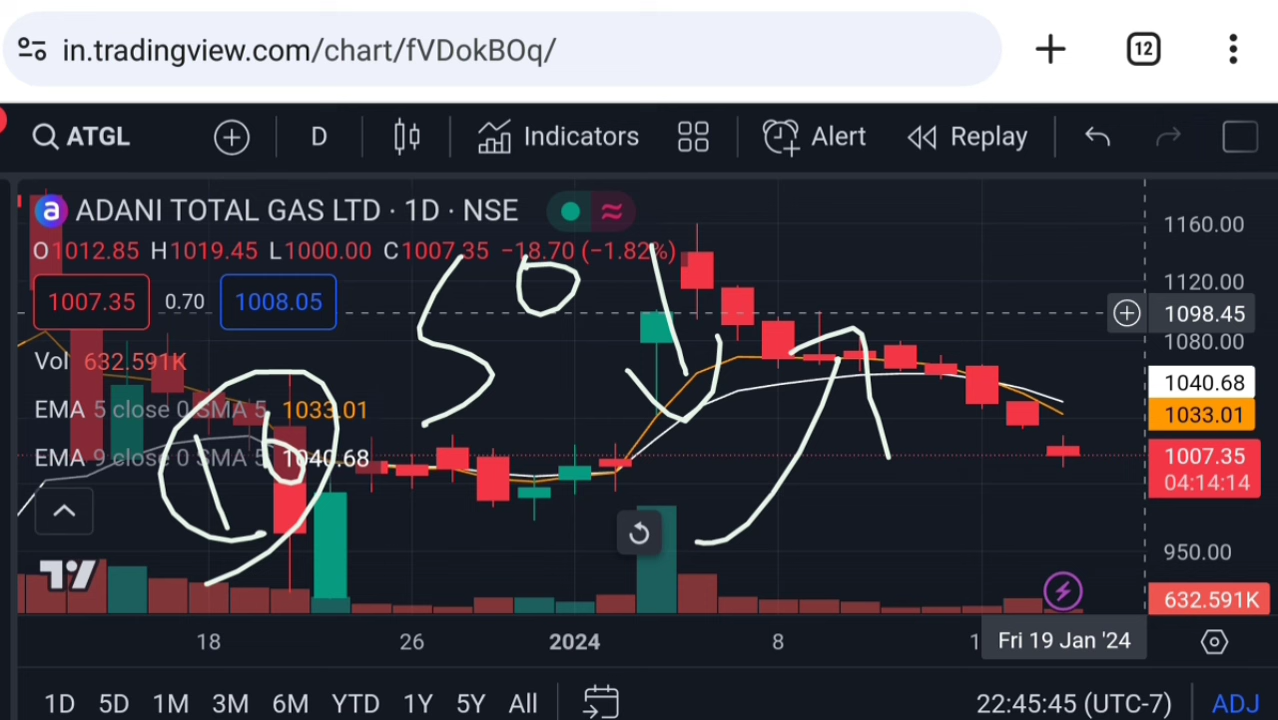 in.tradingview.com/chart/fVDokBOq/ 12
ATGL D Indicators Alert Replay
a ADANI TOTAL GAS LTD · 1D · NSE
O1012.85 H1019.45 L1000.00 C1007.35 −18.70 (−1.82%)
1007.35 0.70 1008.05
Vol 632.591K
EMA 5 close 0 SMA 5 1033.01
EMA 9 close 0 SMA 5 1040.68
1160.00
1120.00
1098.45
1080.00
1040.68
1033.01
1007.35
04:14:14
950.00
632.591K
18 26 2024 8 1 Fri 19 Jan '24
1D 5D 1M 3M 6M YTD 1Y 5Y All 22:45:45 (UTC-7) ADJ